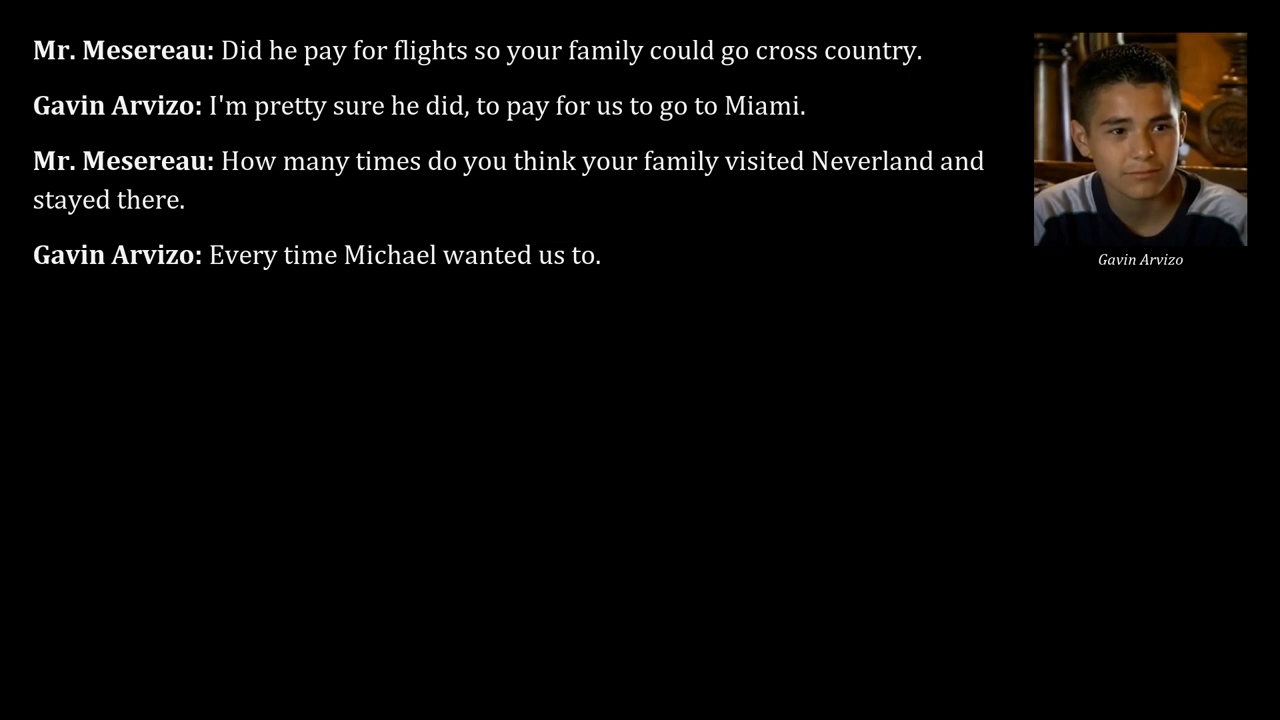 Mr. Mesereau: Did he pay for flights so your family could go cross country.
Gavin Arvizo: I'm pretty sure he did, to pay for us to go to Miami.
Mr. Mesereau: How many times do you think your family visited Neverland and
stayed there.
Gavin Arvizo: Every time Michael wanted us to.
Gavin Arvizo